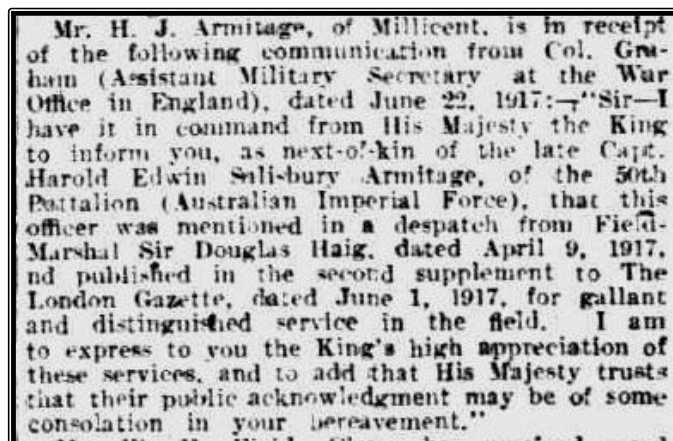 Mr. H. J. Armitage, of Millicent, is in receipt
of the following communication from Col. Gra-
ham (Assistant Military Secretary at the War
Office in England), dated June 22, 1917:—"Sir—I
have it in command from His Majesty the King
to inform you, as next-of-kin of the late Capt.
Harold Edwin Salisbury Armitage, of the 50th
Battalion (Australian Imperial Force), that this
officer was mentioned in a despatch from Field-
Marshal Sir Douglas Haig, dated April 9, 1917,
nd published in the second supplement to The
London Gazette, dated June 1, 1917, for gallant
and distinguished service in the field. I am
to express to you the King's high appreciation of
these services, and to add that His Majesty trusts
that their public acknowledgment may be of some
consolation in your bereavement."